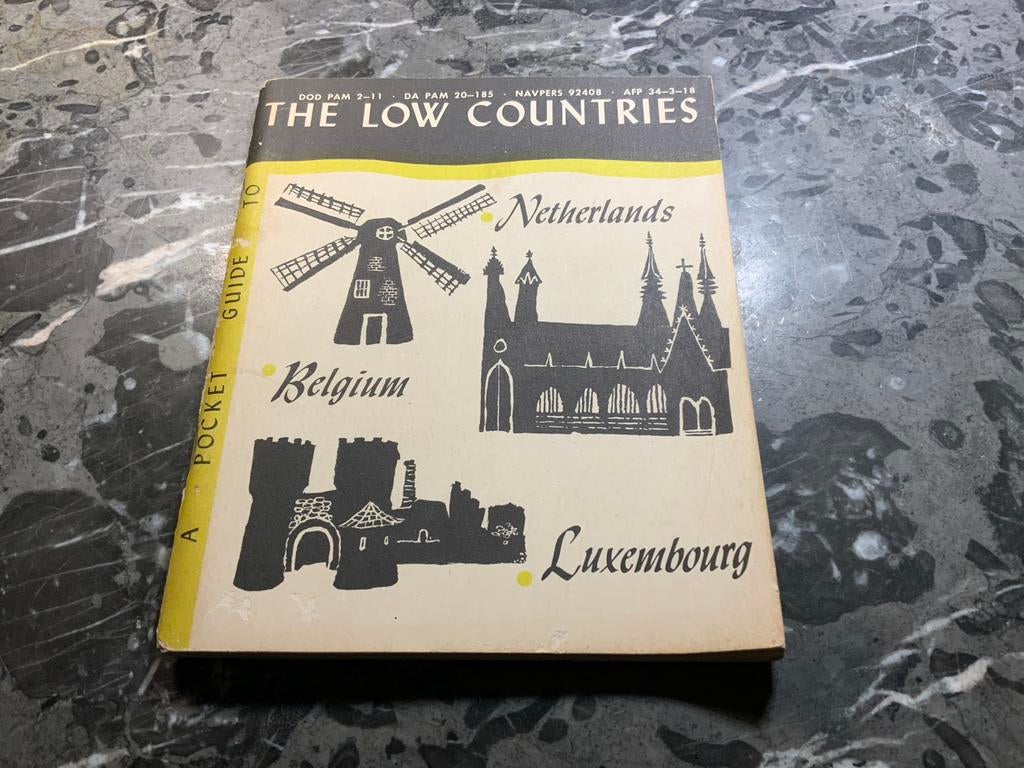 DOD PAM 2–11 · DA PAM 20–185 · NAVPERS 92408 · AFP 34–3–18
THE LOW COUNTRIES
A POCKET GUIDE TO
Netherlands
Belgium
Luxembourg